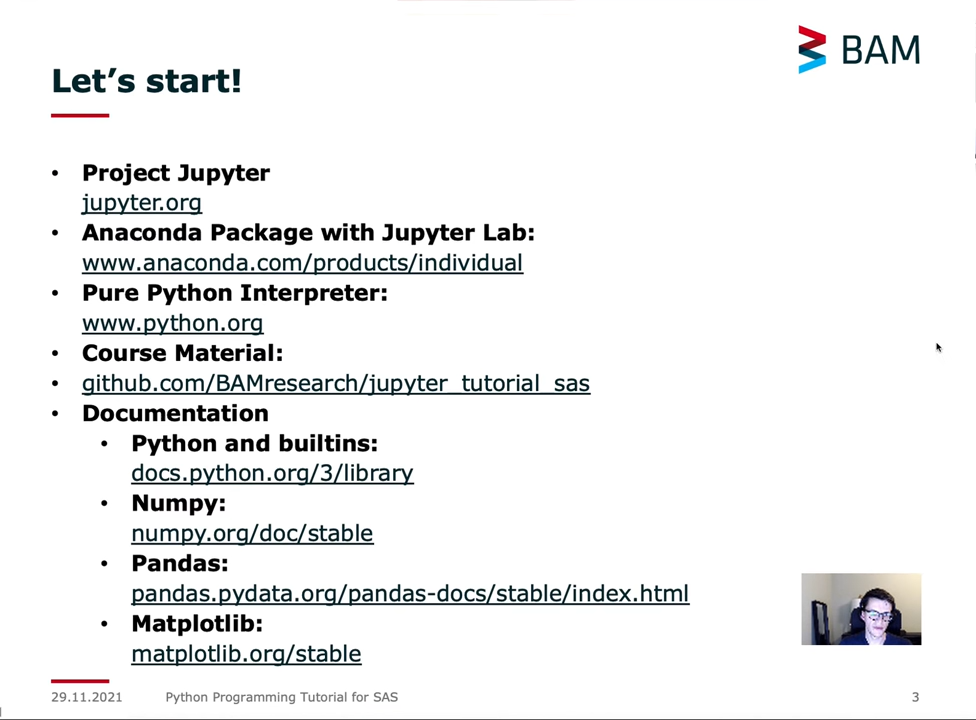 BAM
Let's start!
• Project Jupyter
jupyter.org
• Anaconda Package with Jupyter Lab:
www.anaconda.com/products/individual
• Pure Python Interpreter:
www.python.org
• Course Material:
• github.com/BAMresearch/jupyter_tutorial_sas
• Documentation
• Python and builtins:
docs.python.org/3/library
• Numpy:
numpy.org/doc/stable
• Pandas:
pandas.pydata.org/pandas-docs/stable/index.html
• Matplotlib:
matplotlib.org/stable
29.11.2021 Python Programming Tutorial for SAS 3